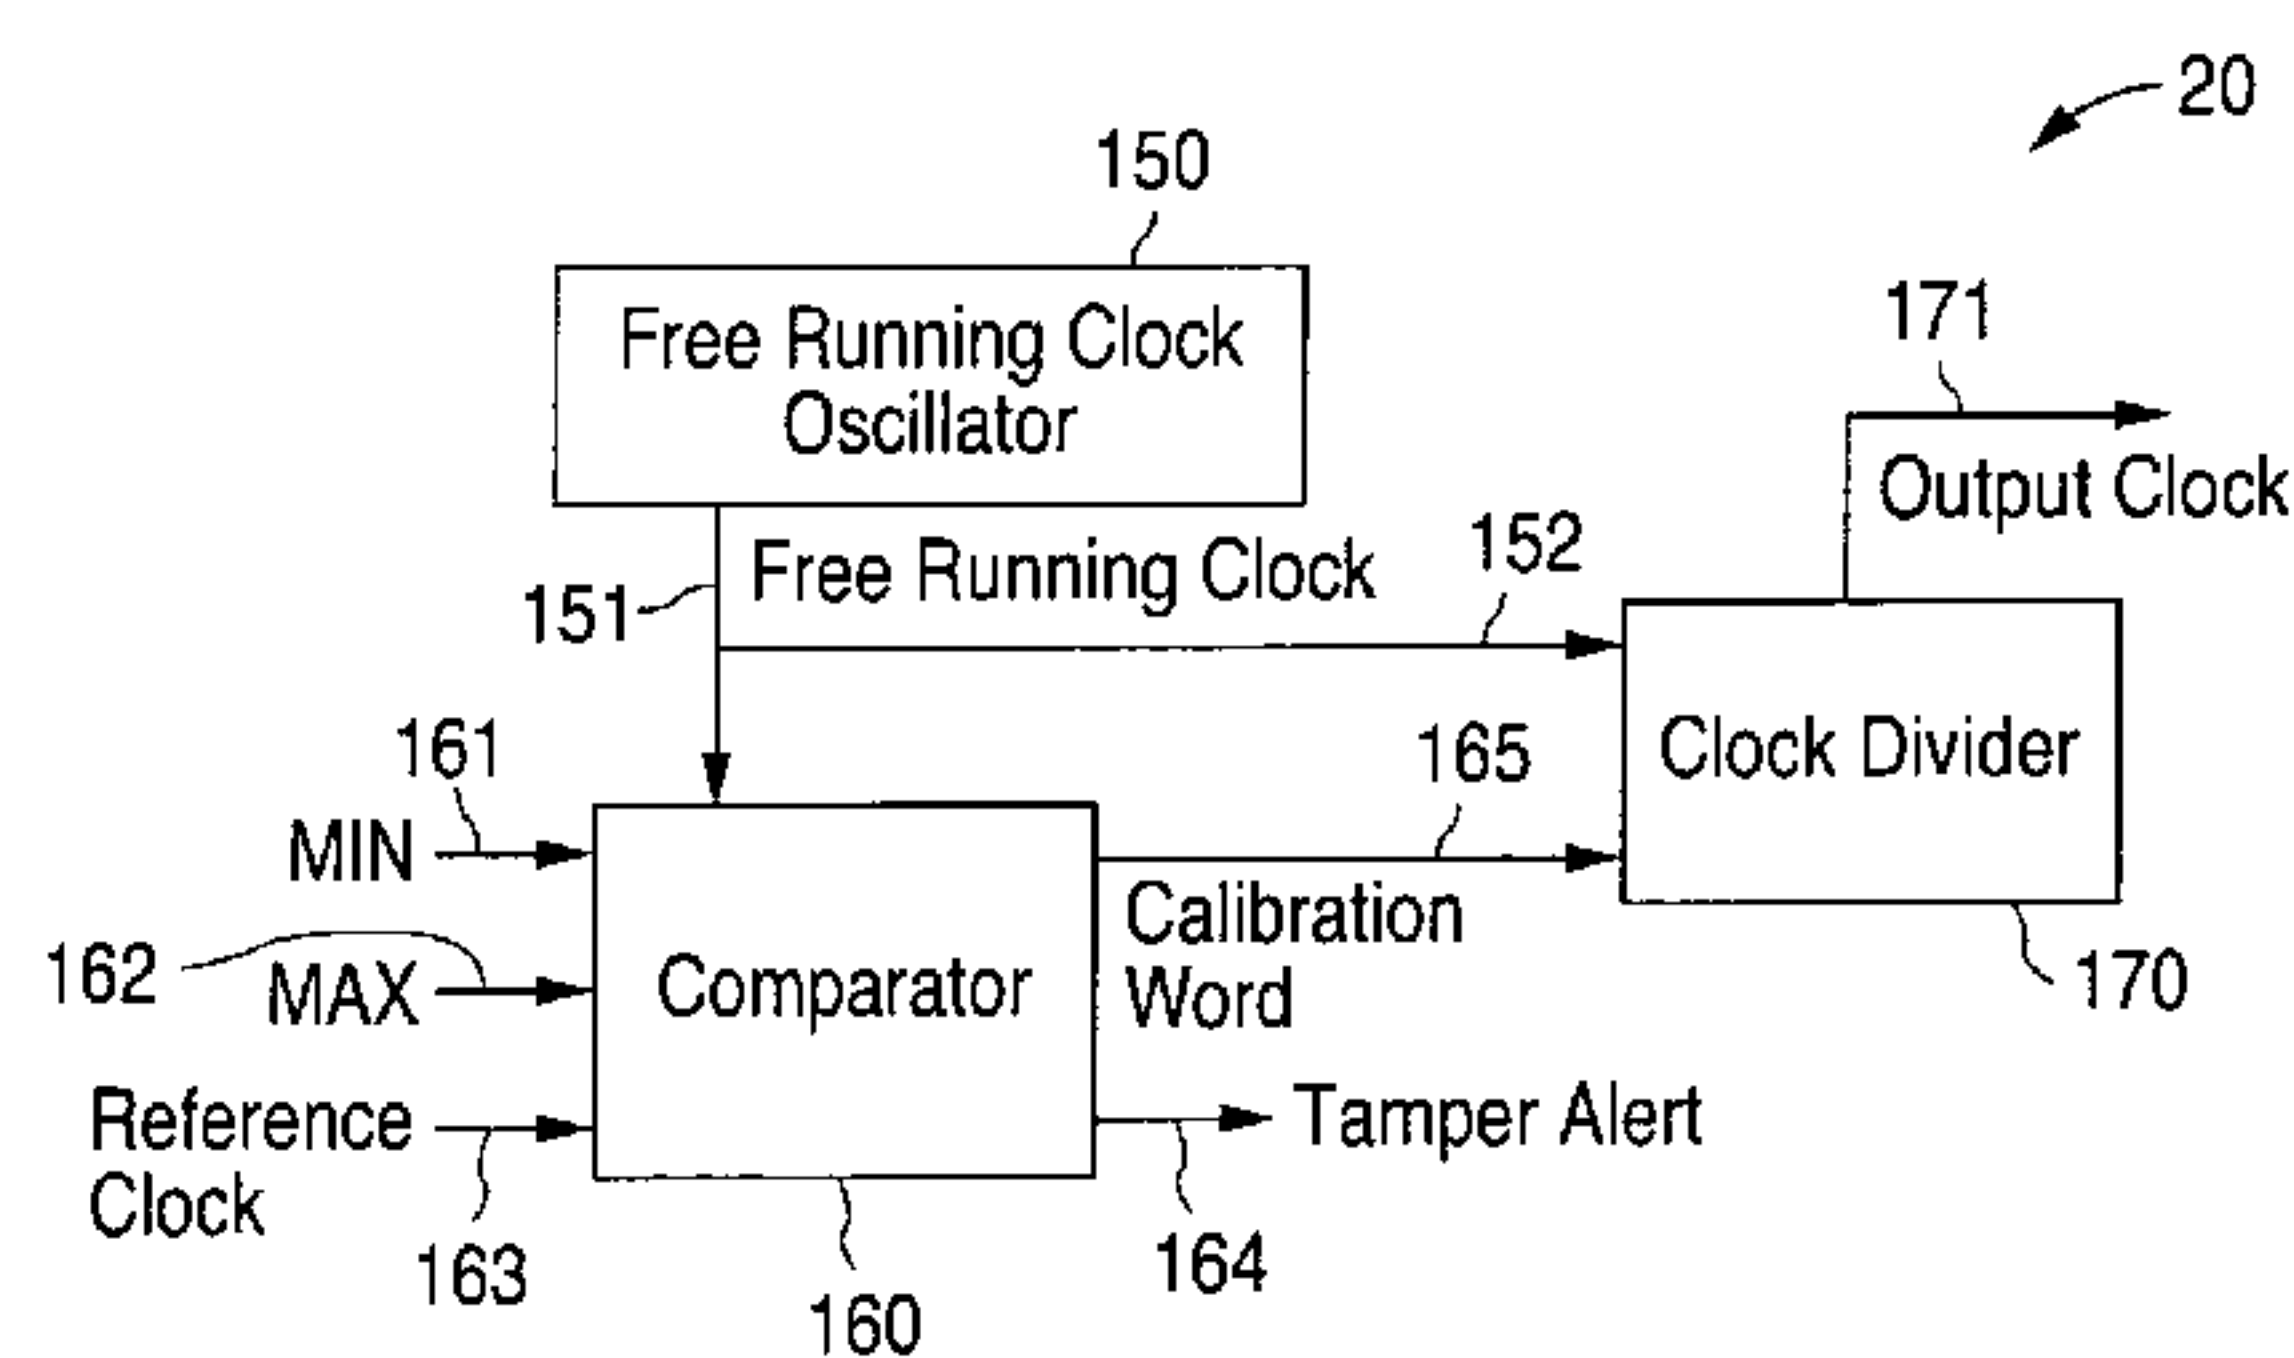 20
150
Free Running Clock
Oscillator
171
Output Clock
152
Free Running Clock
151
161
165
Clock Divider
MIN
Calibration
Word
162
MAX
Comparator
170
Reference
Clock
Tamper Alert
163
164
160